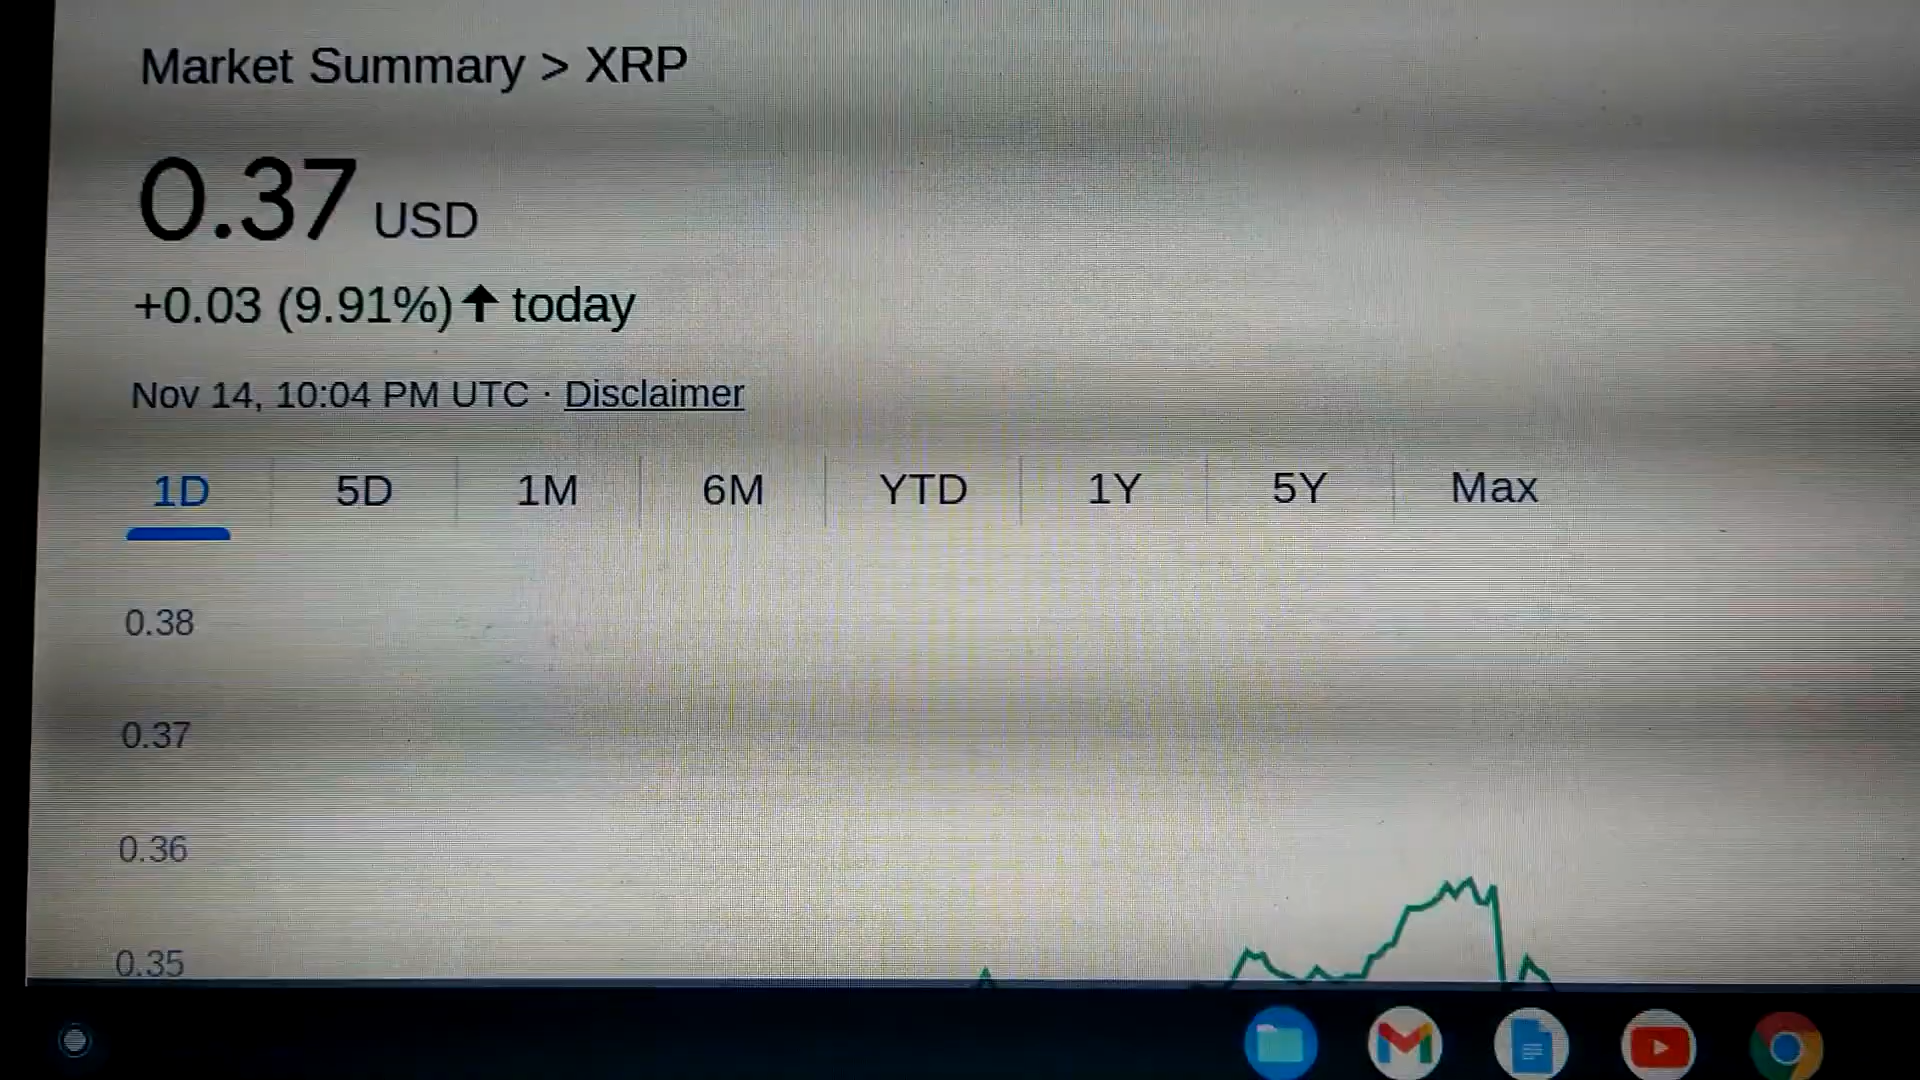 Market Summary > XRP
0.37 USD
+0.03 (9.91%) ↑ today
Nov 14, 10:04 PM UTC · Disclaimer
1D 5D 1M 6M YTD 1Y 5Y Max
0.38
0.37
0.36
0.35